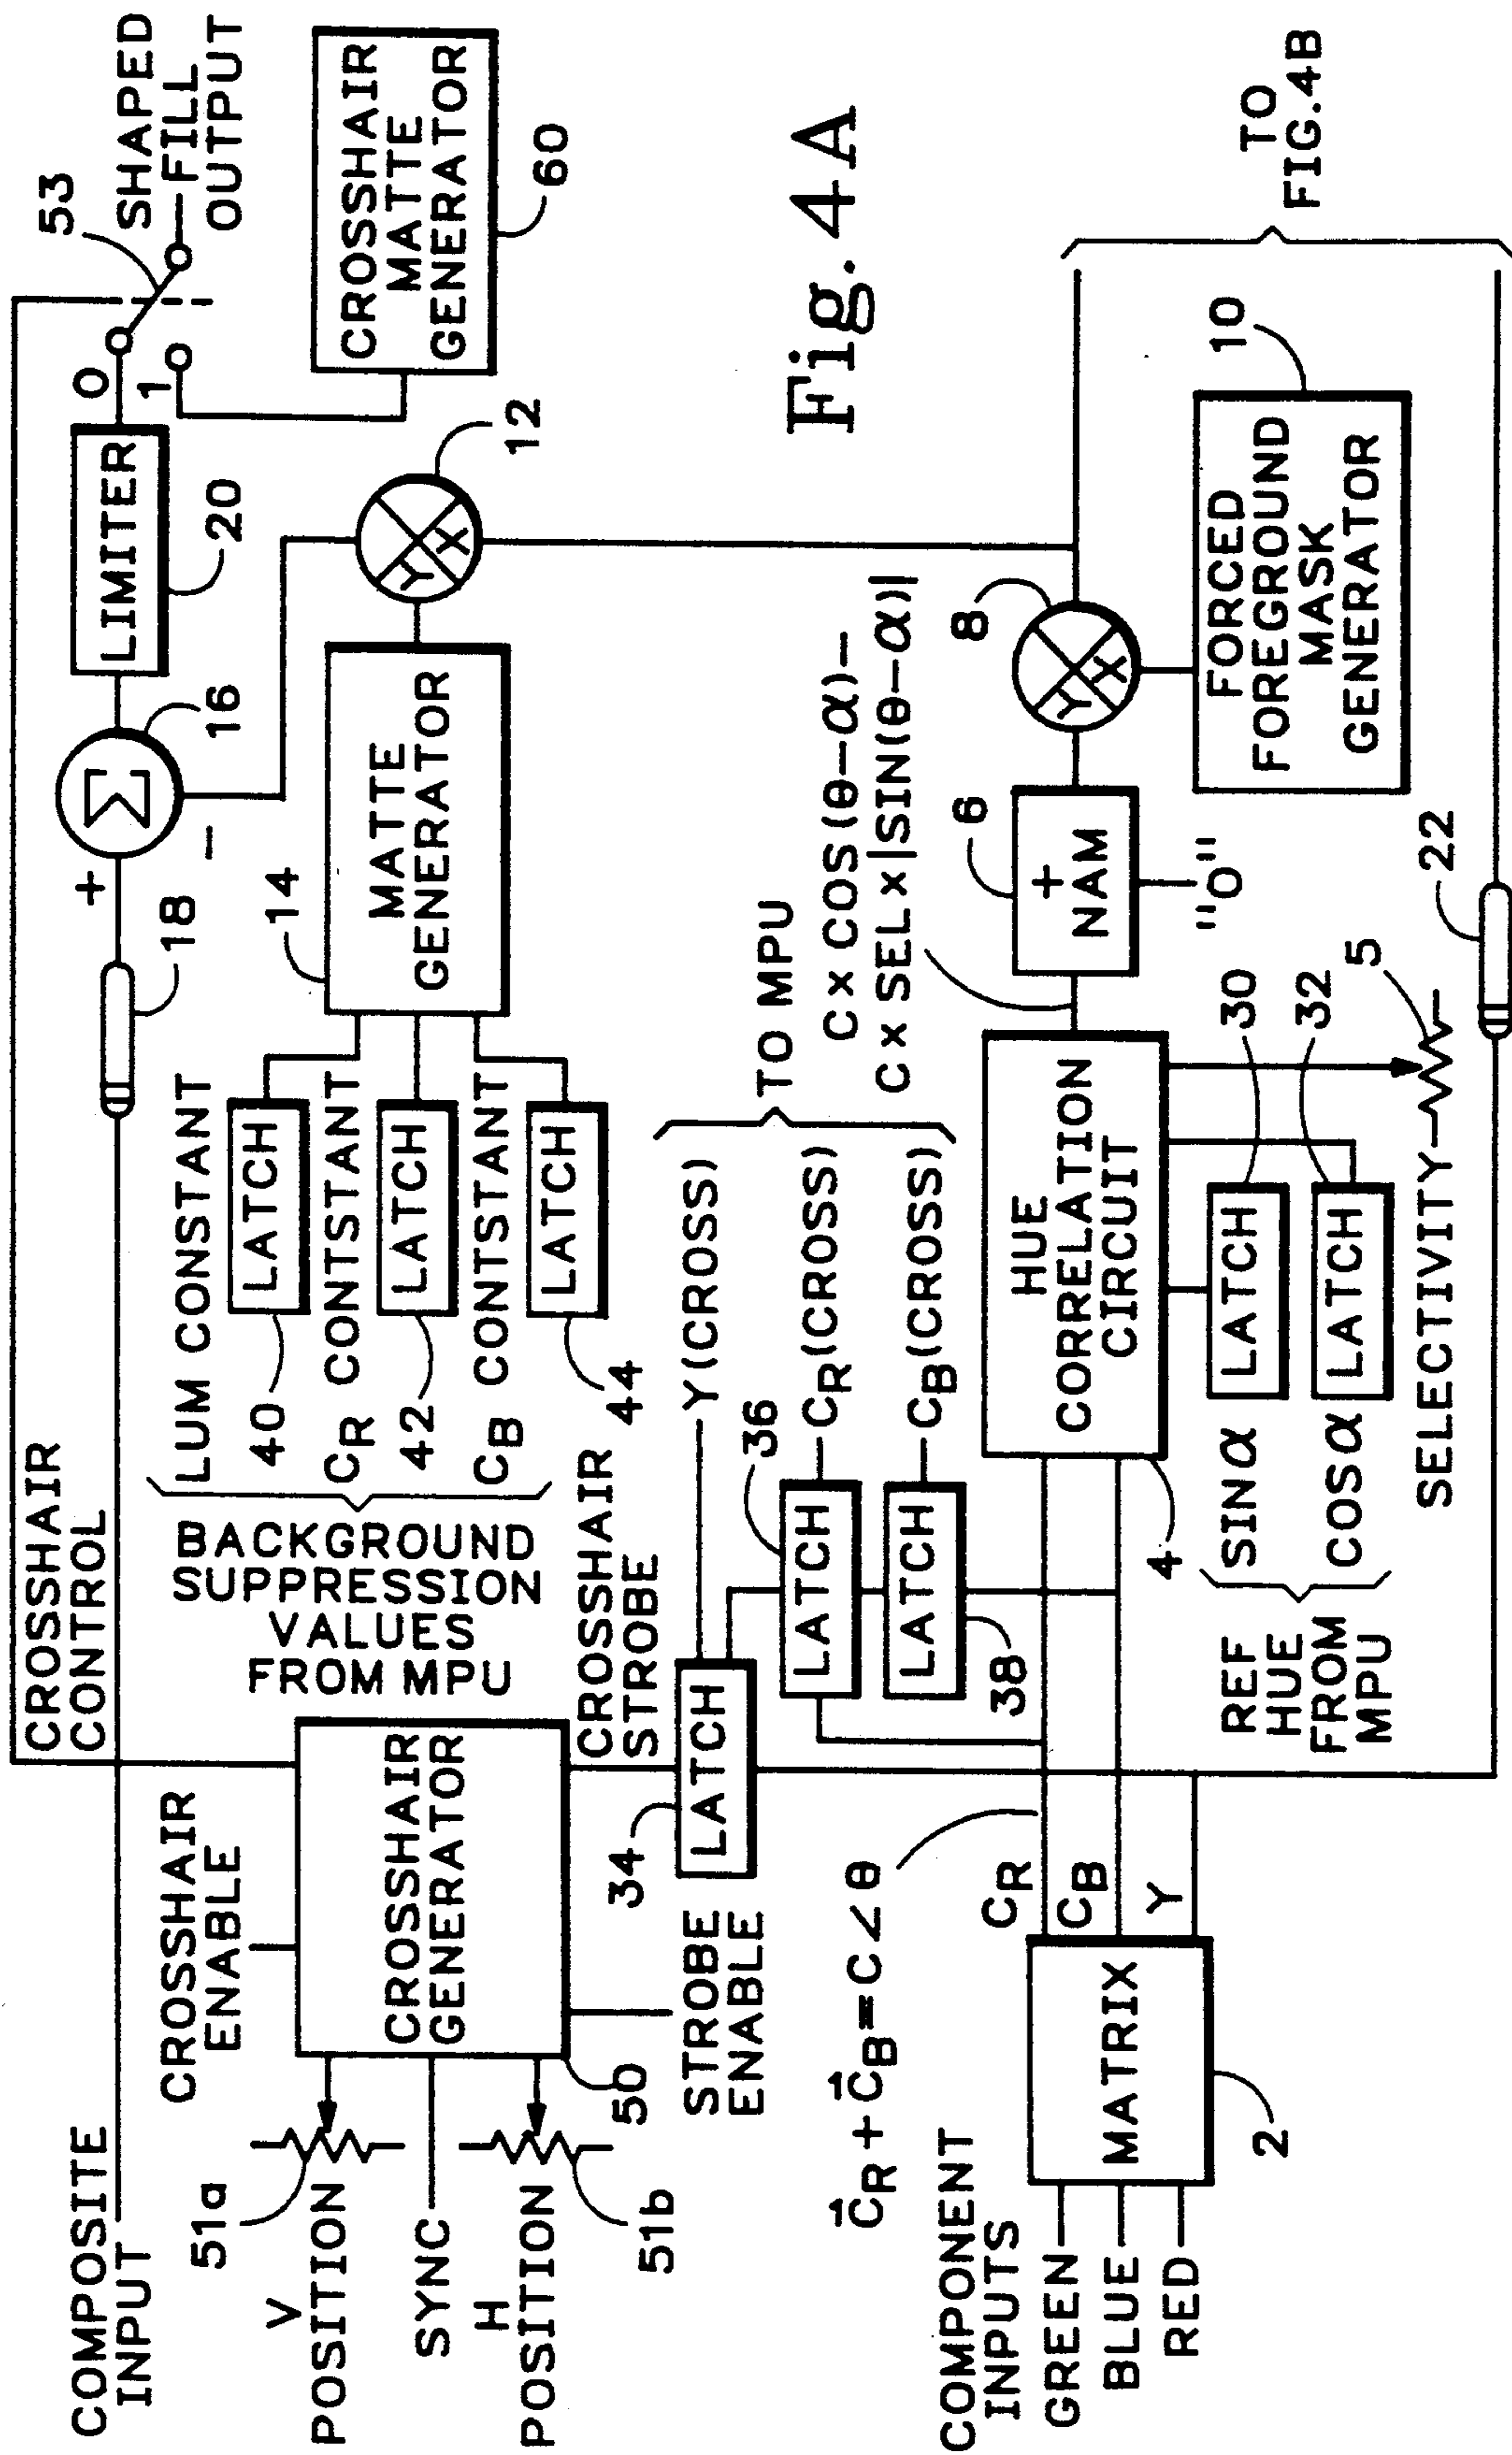 COMPOSITE
INPUT
CROSSHAIR
CONTROL
18
+
-
Σ
16
LIMITER
20
0
1
53
SHAPED
FILL
OUTPUT
CROSSHAIR
MATTE
GENERATOR
60
CROSSHAIR
ENABLE
51a
V
POSITION
SYNC
H
POSITION
51b
CROSSHAIR
GENERATOR
50
STROBE
ENABLE
CROSSHAIR
STROBE
BACKGROUND
SUPPRESSION
VALUES
FROM MPU
LUM CONSTANT
LATCH
40
CR CONTSTANT
LATCH
42
CB CONTSTANT
LATCH
44
14
MATTE
GENERATOR
Y
X
12
34
LATCH
Y(CROSS)
36
LATCH
CR(CROSS)
LATCH
CB(CROSS)
38
TO MPU
C x COS (θ-α)-
C x SEL x|SIN(θ-α)|
Fig. 4A
C⃗R + C⃗B = C∠θ
COMPONENT
INPUTS
GREEN
BLUE
RED
MATRIX
2
CR
CB
Y
HUE
CORRELATION
CIRCUIT
4
REF
HUE
FROM
MPU
SIN α
LATCH
30
COS α
LATCH
32
SELECTIVITY
5
6
+
NAM
"0"
8
Y
X
FORCED
FOREGROUND
MASK
GENERATOR
10
22
TO
FIG.4B